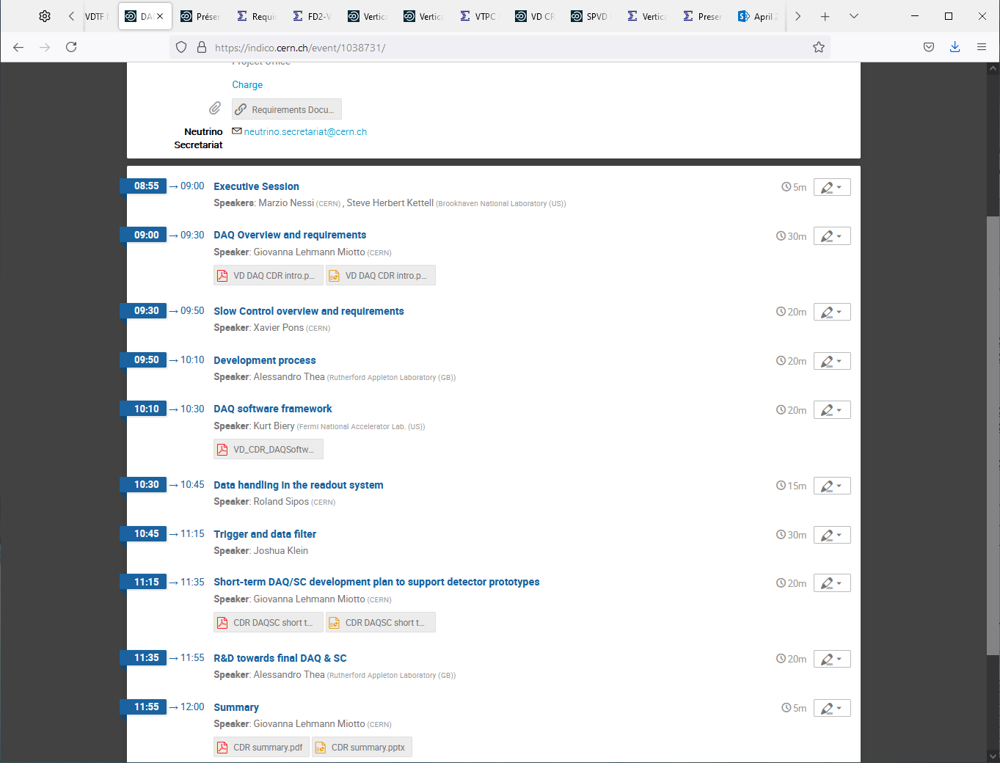 VDTF
DAQ
Présen
Requir
FD2-V
Vertica
Vertica
VTPC
VD CR
SPVD
Vertica
Presen
April 2
https://indico.cern.ch/event/1038731/
Project Office
Charge
Requirements Docu...
Neutrino Secretariat
neutrino.secretariat@cern.ch
08:55 → 09:00 Executive Session 5m
Speakers: Marzio Nessi (CERN) , Steve Herbert Kettell (Brookhaven National Laboratory (US))
09:00 → 09:30 DAQ Overview and requirements 30m
Speaker: Giovanna Lehmann Miotto (CERN)
VD DAQ CDR intro.p... VD DAQ CDR intro.p...
09:30 → 09:50 Slow Control overview and requirements 20m
Speaker: Xavier Pons (CERN)
09:50 → 10:10 Development process 20m
Speaker: Alessandro Thea (Rutherford Appleton Laboratory (GB))
10:10 → 10:30 DAQ software framework 20m
Speaker: Kurt Biery (Fermi National Accelerator Lab. (US))
VD_CDR_DAQSoftw...
10:30 → 10:45 Data handling in the readout system 15m
Speaker: Roland Sipos (CERN)
10:45 → 11:15 Trigger and data filter 30m
Speaker: Joshua Klein
11:15 → 11:35 Short-term DAQ/SC development plan to support detector prototypes 20m
Speaker: Giovanna Lehmann Miotto (CERN)
CDR DAQSC short t... CDR DAQSC short t...
11:35 → 11:55 R&D towards final DAQ & SC 20m
Speaker: Alessandro Thea (Rutherford Appleton Laboratory (GB))
11:55 → 12:00 Summary 5m
Speaker: Giovanna Lehmann Miotto (CERN)
CDR summary.pdf CDR summary.pptx